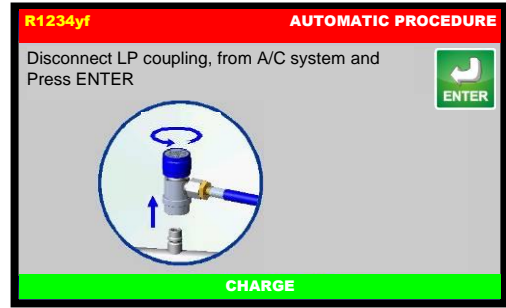 R1234yf AUTOMATIC PROCEDURE
Disconnect LP coupling, from A/C system and
Press ENTER
ENTER
CHARGE